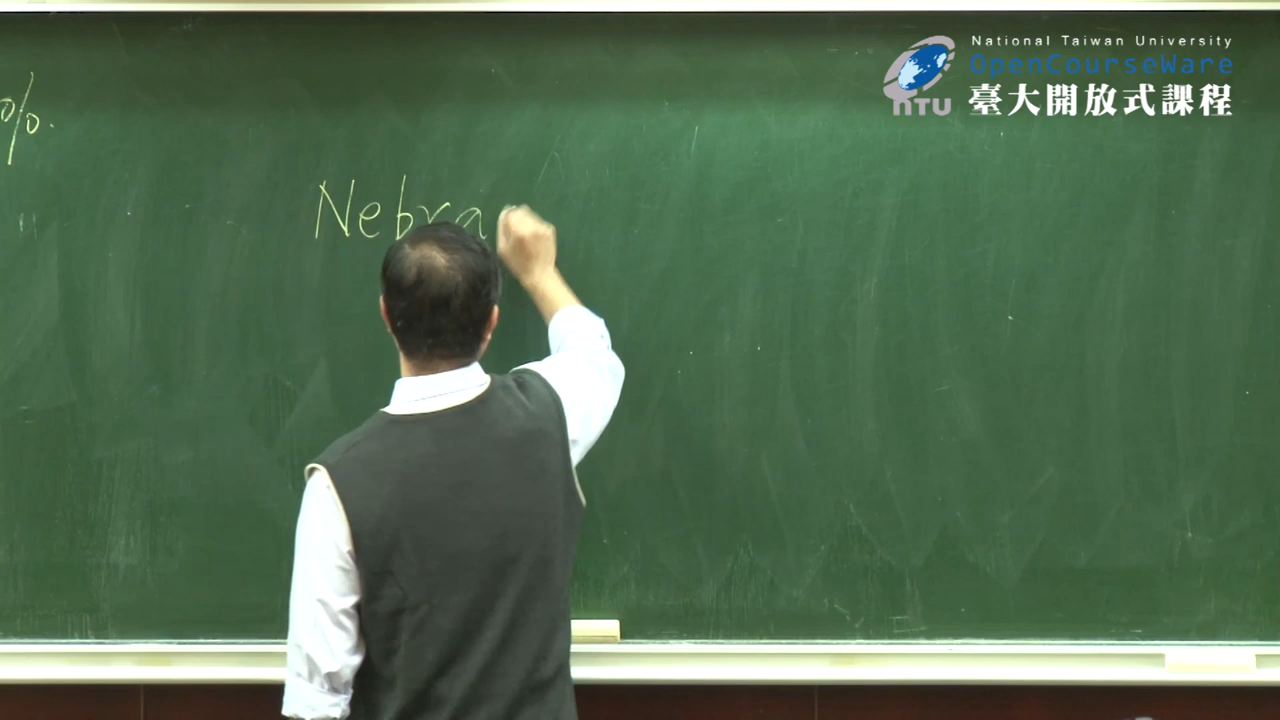 National Taiwan University
OpenCourseWare
NTU 臺大開放式課程
%.
Nebra